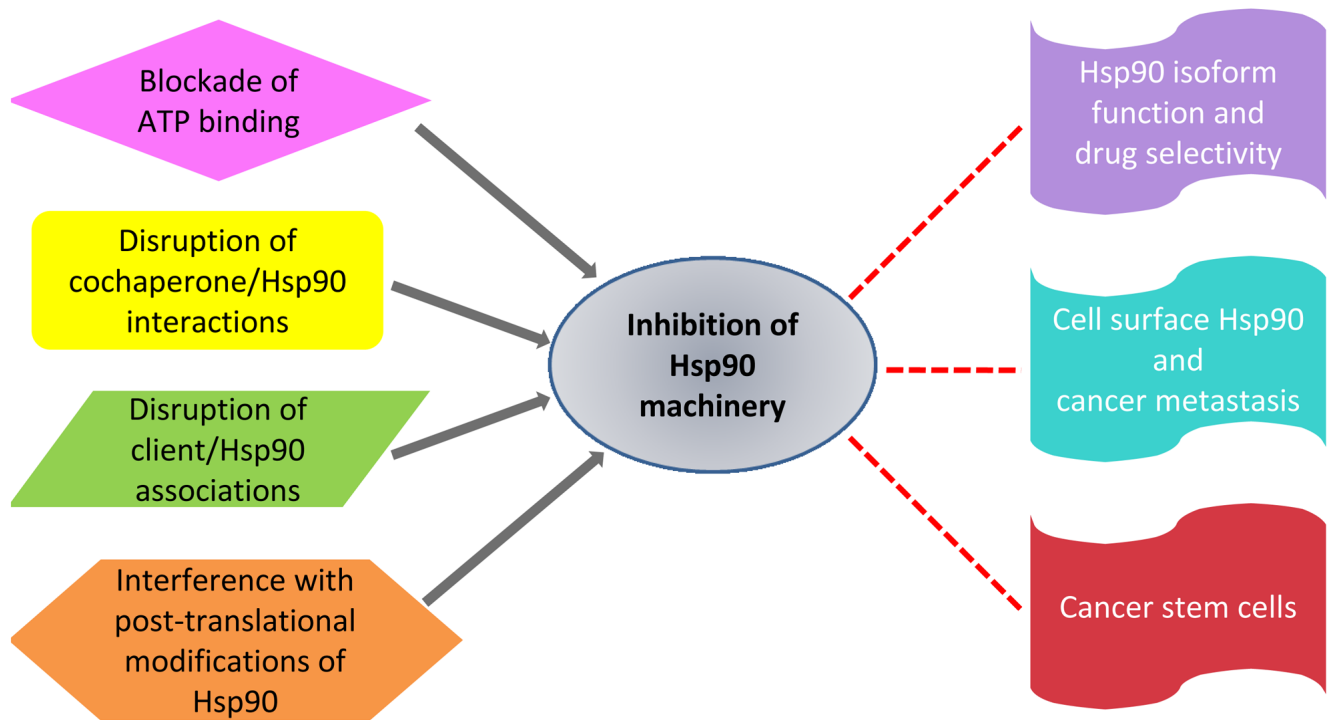 Blockade of
ATP binding
Disruption of
cochaperone/Hsp90
interactions
Disruption of
client/Hsp90
associations
Interference with
post-translational
modifications of
Hsp90
Inhibition of
Hsp90
machinery
Hsp90 isoform
function and
drug selectivity
Cell surface Hsp90
and
cancer metastasis
Cancer stem cells